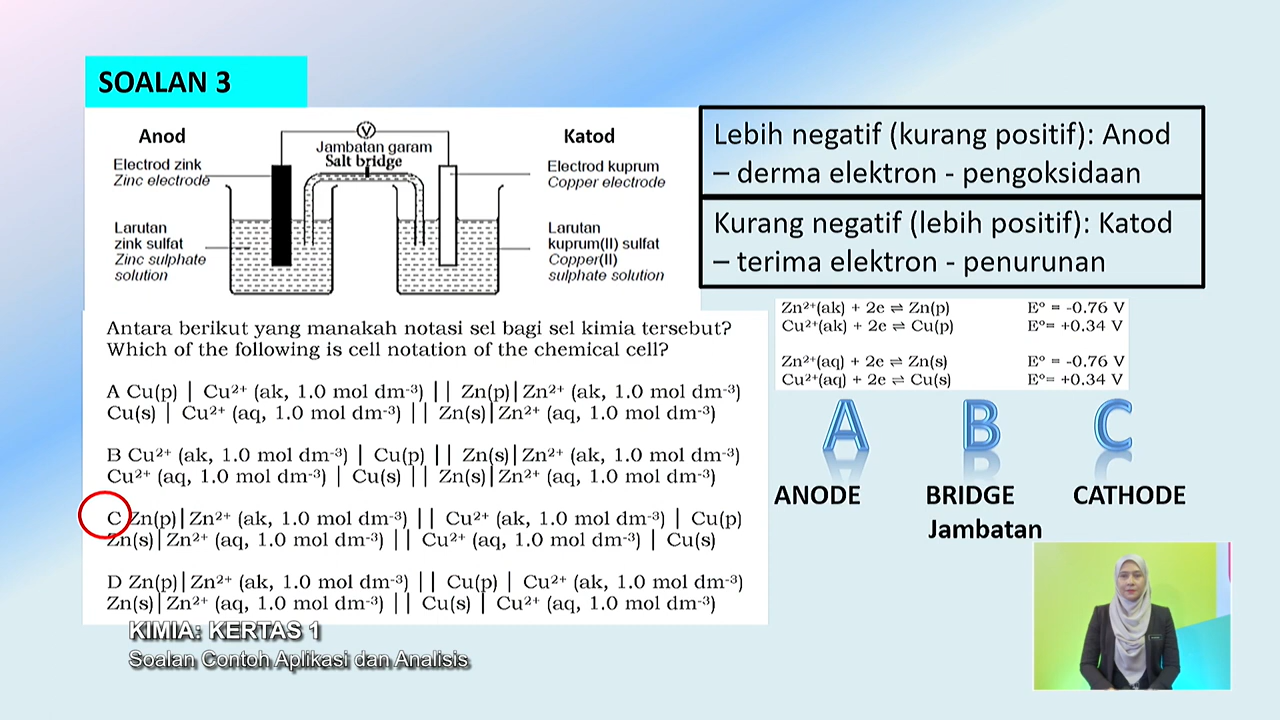 SOALAN 3
Anod
Katod
V
Jambatan garam
Salt bridge
Electrod zink
Zinc electrode
Electrod kuprum
Copper electrode
Larutan
zink sulfat
Zinc sulphate
solution
Larutan
kuprum(II) sulfat
Copper(II)
sulphate solution
Antara berikut yang manakah notasi sel bagi sel kimia tersebut?
Which of the following is cell notation of the chemical cell?
A Cu(p) | Cu²⁺ (ak, 1.0 mol dm⁻³) || Zn(p)|Zn²⁺ (ak, 1.0 mol dm⁻³)
Cu(s) | Cu²⁺ (aq, 1.0 mol dm⁻³) || Zn(s)|Zn²⁺ (aq, 1.0 mol dm⁻³)
B Cu²⁺ (ak, 1.0 mol dm⁻³) | Cu(p) || Zn(s)|Zn²⁺ (ak, 1.0 mol dm⁻³)
Cu²⁺ (aq, 1.0 mol dm⁻³) | Cu(s) || Zn(s)|Zn²⁺ (aq, 1.0 mol dm⁻³)
C Zn(p)|Zn²⁺ (ak, 1.0 mol dm⁻³) || Cu²⁺ (ak, 1.0 mol dm⁻³) | Cu(p)
Zn(s)|Zn²⁺ (aq, 1.0 mol dm⁻³) || Cu²⁺ (aq, 1.0 mol dm⁻³) | Cu(s)
D Zn(p)|Zn²⁺ (ak, 1.0 mol dm⁻³) || Cu(p) | Cu²⁺ (ak, 1.0 mol dm⁻³)
Zn(s)|Zn²⁺ (aq, 1.0 mol dm⁻³) || Cu(s) | Cu²⁺ (aq, 1.0 mol dm⁻³)
Lebih negatif (kurang positif): Anod
– derma elektron - pengoksidaan
Kurang negatif (lebih positif): Katod
– terima elektron - penurunan
Zn²⁺(ak) + 2e ⇌ Zn(p) Eº = -0.76 V
Cu²⁺(ak) + 2e ⇌ Cu(p) Eº= +0.34 V
Zn²⁺(aq) + 2e ⇌ Zn(s) Eº = -0.76 V
Cu²⁺(aq) + 2e ⇌ Cu(s) Eº= +0.34 V
A B C
ANODE BRIDGE CATHODE
Jambatan
KIMIA: KERTAS 1
Soalan Contoh Aplikasi dan Analisis